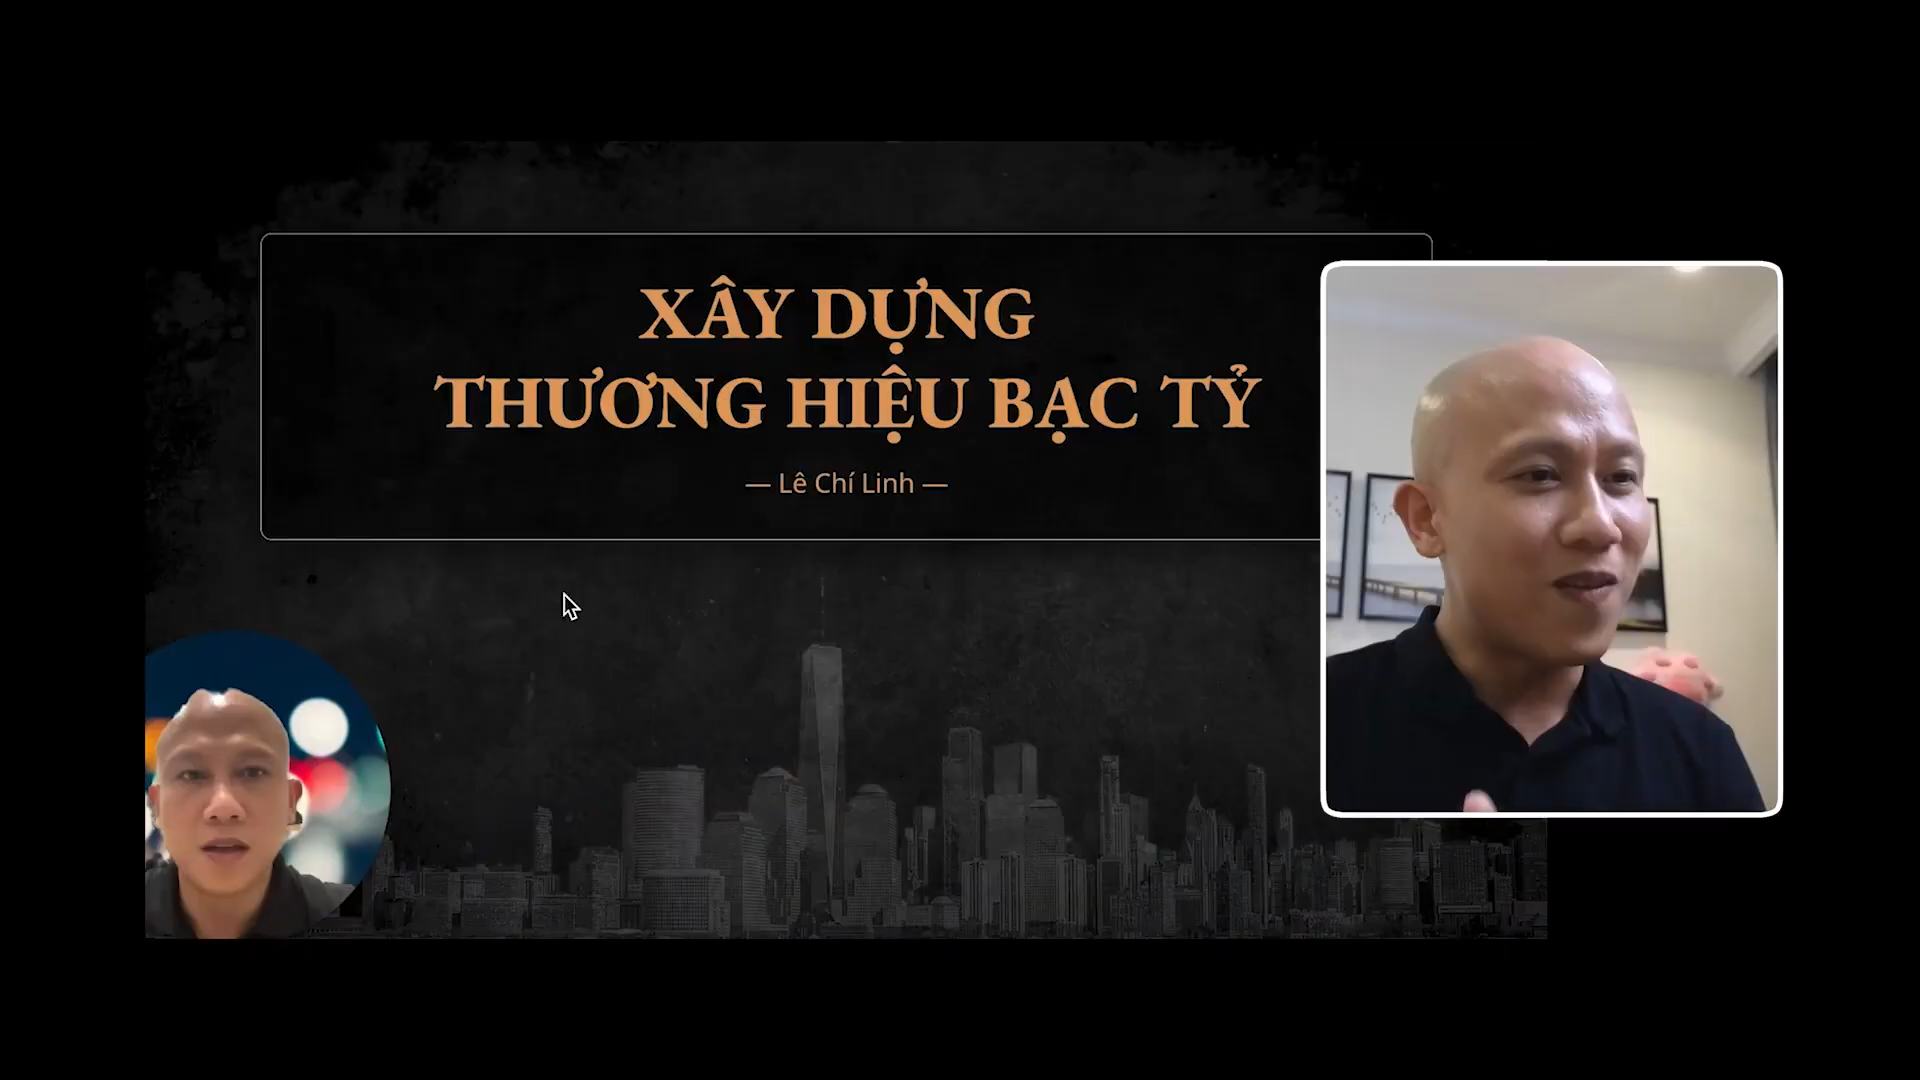 XÂY DỰNG
THƯƠNG HIỆU BẠC TỶ
— Lê Chí Linh —